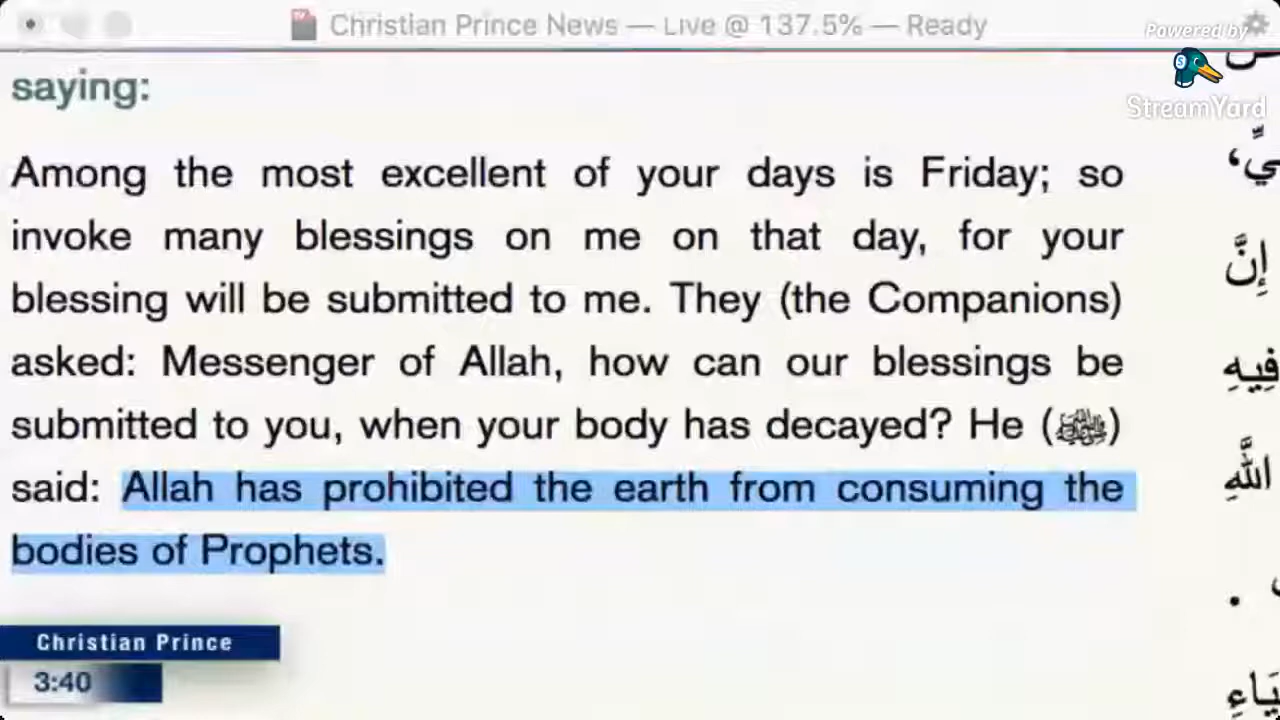 Christian Prince News — Live @ 137.5% — Ready
Powered by
StreamYard
saying:
Among the most excellent of your days is Friday; so
invoke many blessings on me on that day, for your
blessing will be submitted to me. They (the Companions)
asked: Messenger of Allah, how can our blessings be
submitted to you, when your body has decayed? He (ﷺ)
said: Allah has prohibited the earth from consuming the
bodies of Prophets.
إِنَّ
فِيهِ
اللَّهِ
Christian Prince
3:40